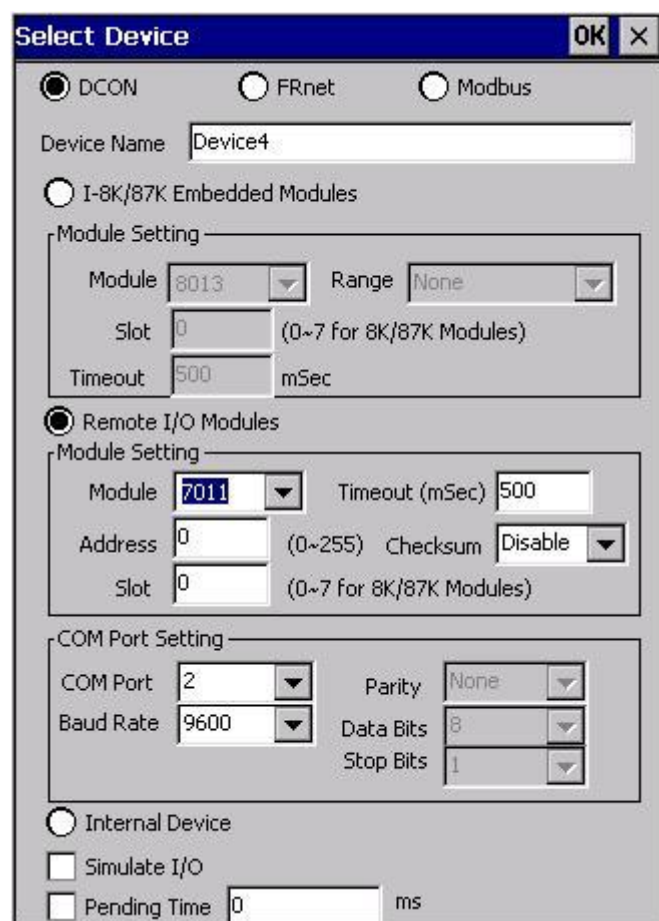 Select Device OK ×
DCON FRnet Modbus
Device Name Device4
I-8K/87K Embedded Modules
Module Setting
Module 8013 Range None
Slot 0 (0~7 for 8K/87K Modules)
Timeout 500 mSec
Remote I/O Modules
Module Setting
Module 7011 Timeout (mSec) 500
Address 0 (0~255) Checksum Disable
Slot 0 (0~7 for 8K/87K Modules)
COM Port Setting
COM Port 2 Parity None
Baud Rate 9600 Data Bits 8
Stop Bits 1
Internal Device
Simulate I/O
Pending Time 0 ms